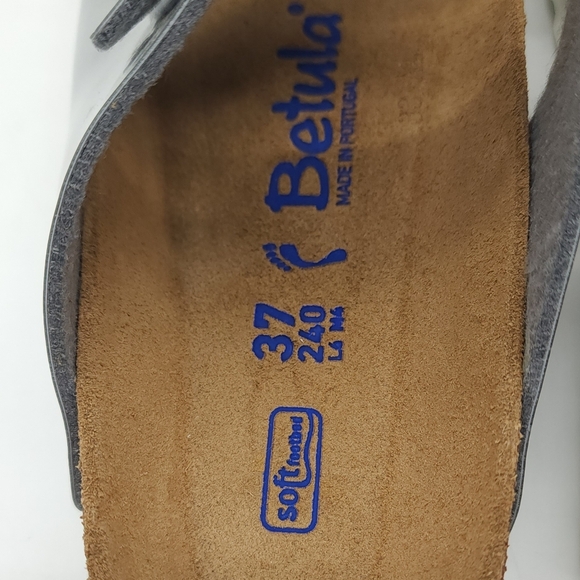 Betula®
MADE IN PORTUGAL
37
240
L6 M4
soft footbed